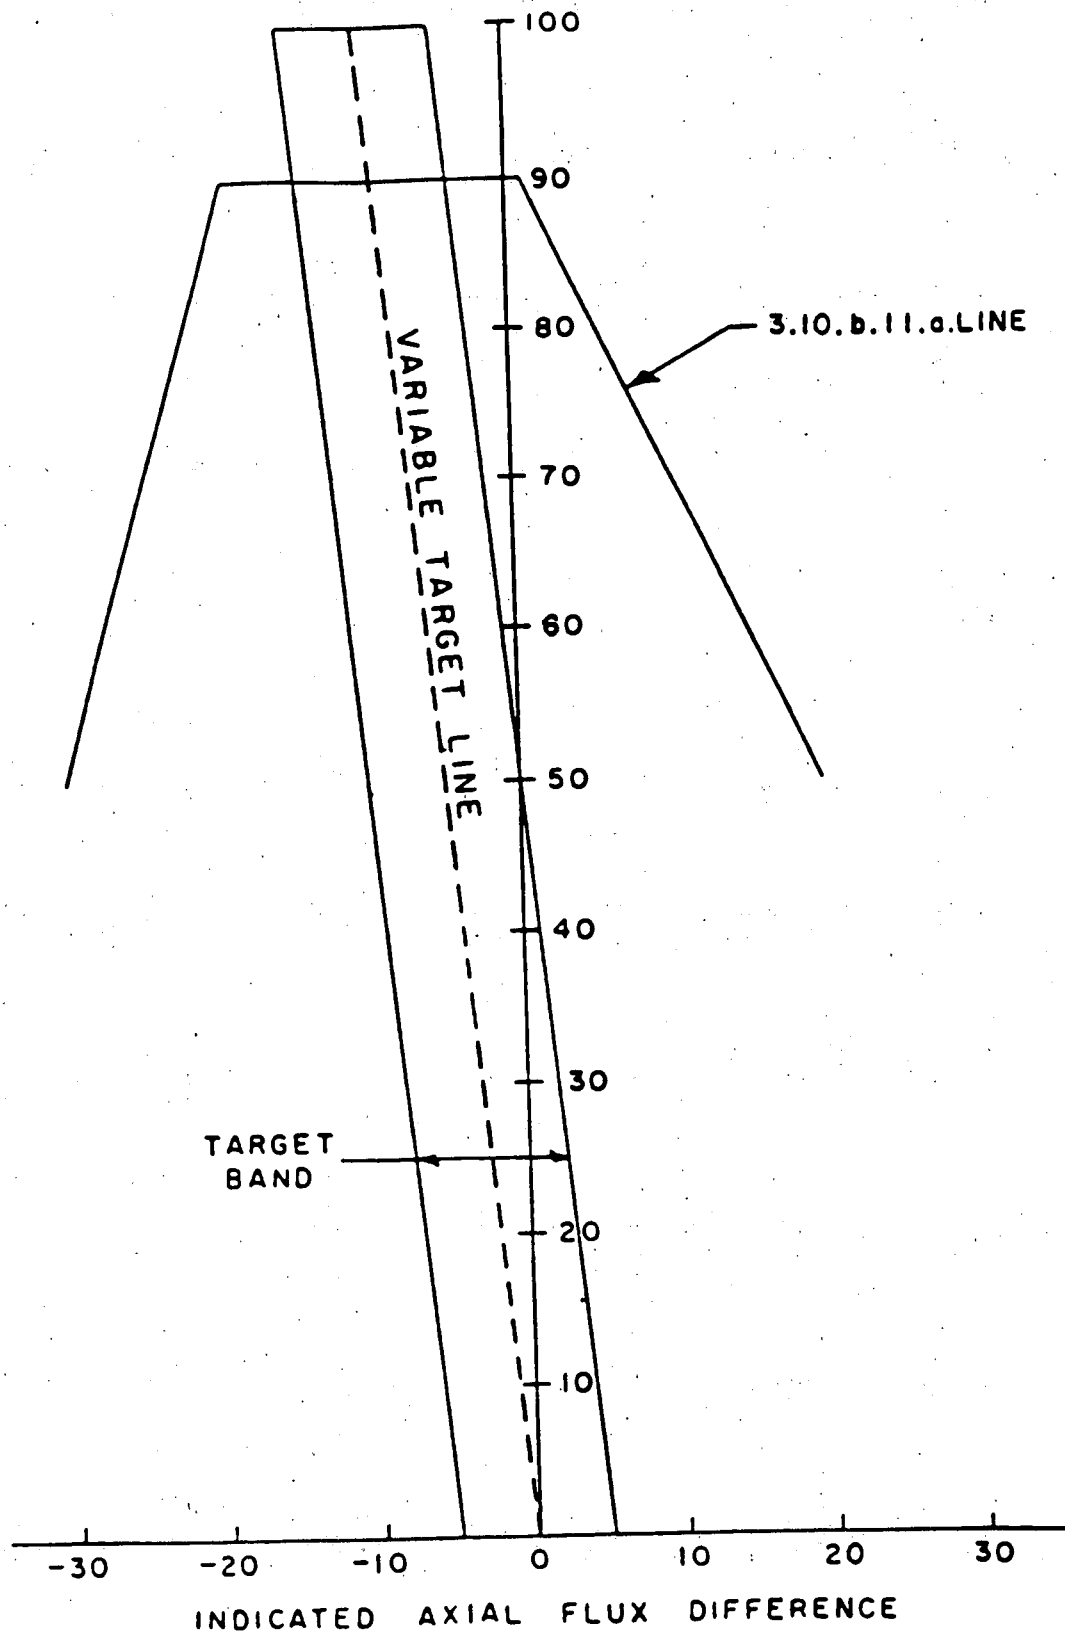 100
90
80
3.10.b.11.a.LINE
70
60
50
40
30
20
10
VARIABLE TARGET LINE
TARGET
BAND
-30 -20 -10 0 10 20 30
INDICATED AXIAL FLUX DIFFERENCE